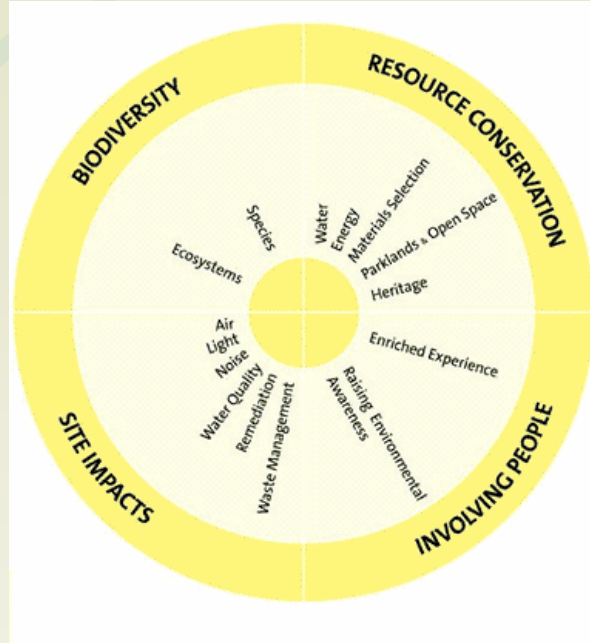 BIODIVERSITY
RESOURCE CONSERVATION
Species
Ecosystems
Water
Energy
Materials Selection
Parklands & Open Space
Heritage
Air
Light
Noise
Water Quality
Remediation
Waste Management
Enriched Experience
Raising Environmental
Awareness
SITE IMPACTS
INVOLVING PEOPLE